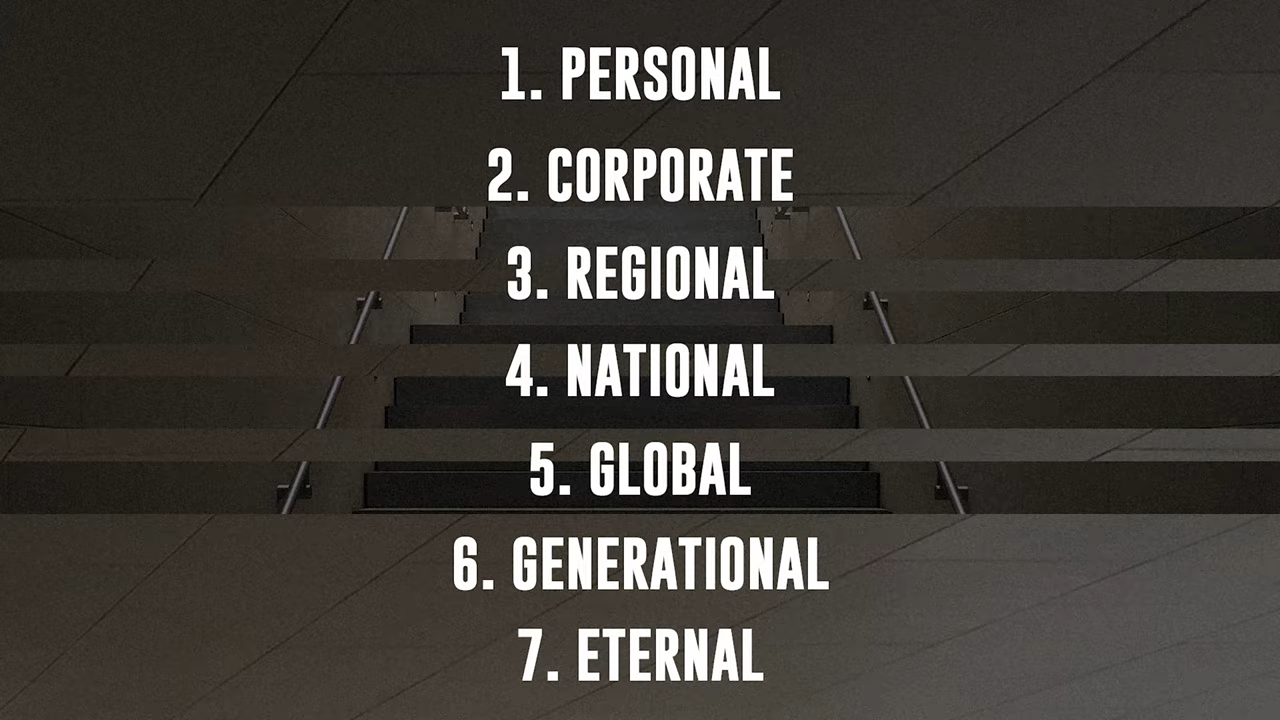 1. PERSONAL
2. CORPORATE
3. REGIONAL
4. NATIONAL
5. GLOBAL
6. GENERATIONAL
7. ETERNAL